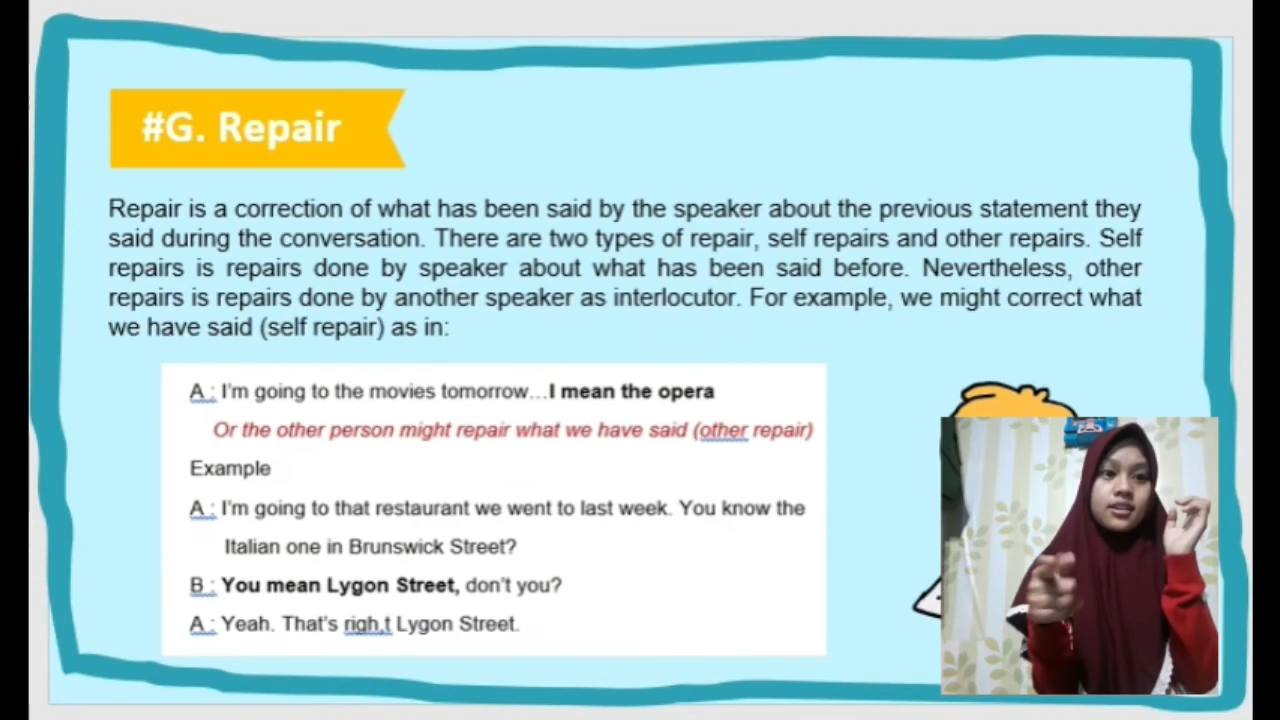 #G. Repair
Repair is a correction of what has been said by the speaker about the previous statement they
said during the conversation. There are two types of repair, self repairs and other repairs. Self
repairs is repairs done by speaker about what has been said before. Nevertheless, other
repairs is repairs done by another speaker as interlocutor. For example, we might correct what
we have said (self repair) as in:
A : I'm going to the movies tomorrow...I mean the opera
Or the other person might repair what we have said (other repair)
Example
A : I'm going to that restaurant we went to last week. You know the
Italian one in Brunswick Street?
B : You mean Lygon Street, don't you?
A : Yeah. That's righ,t Lygon Street.